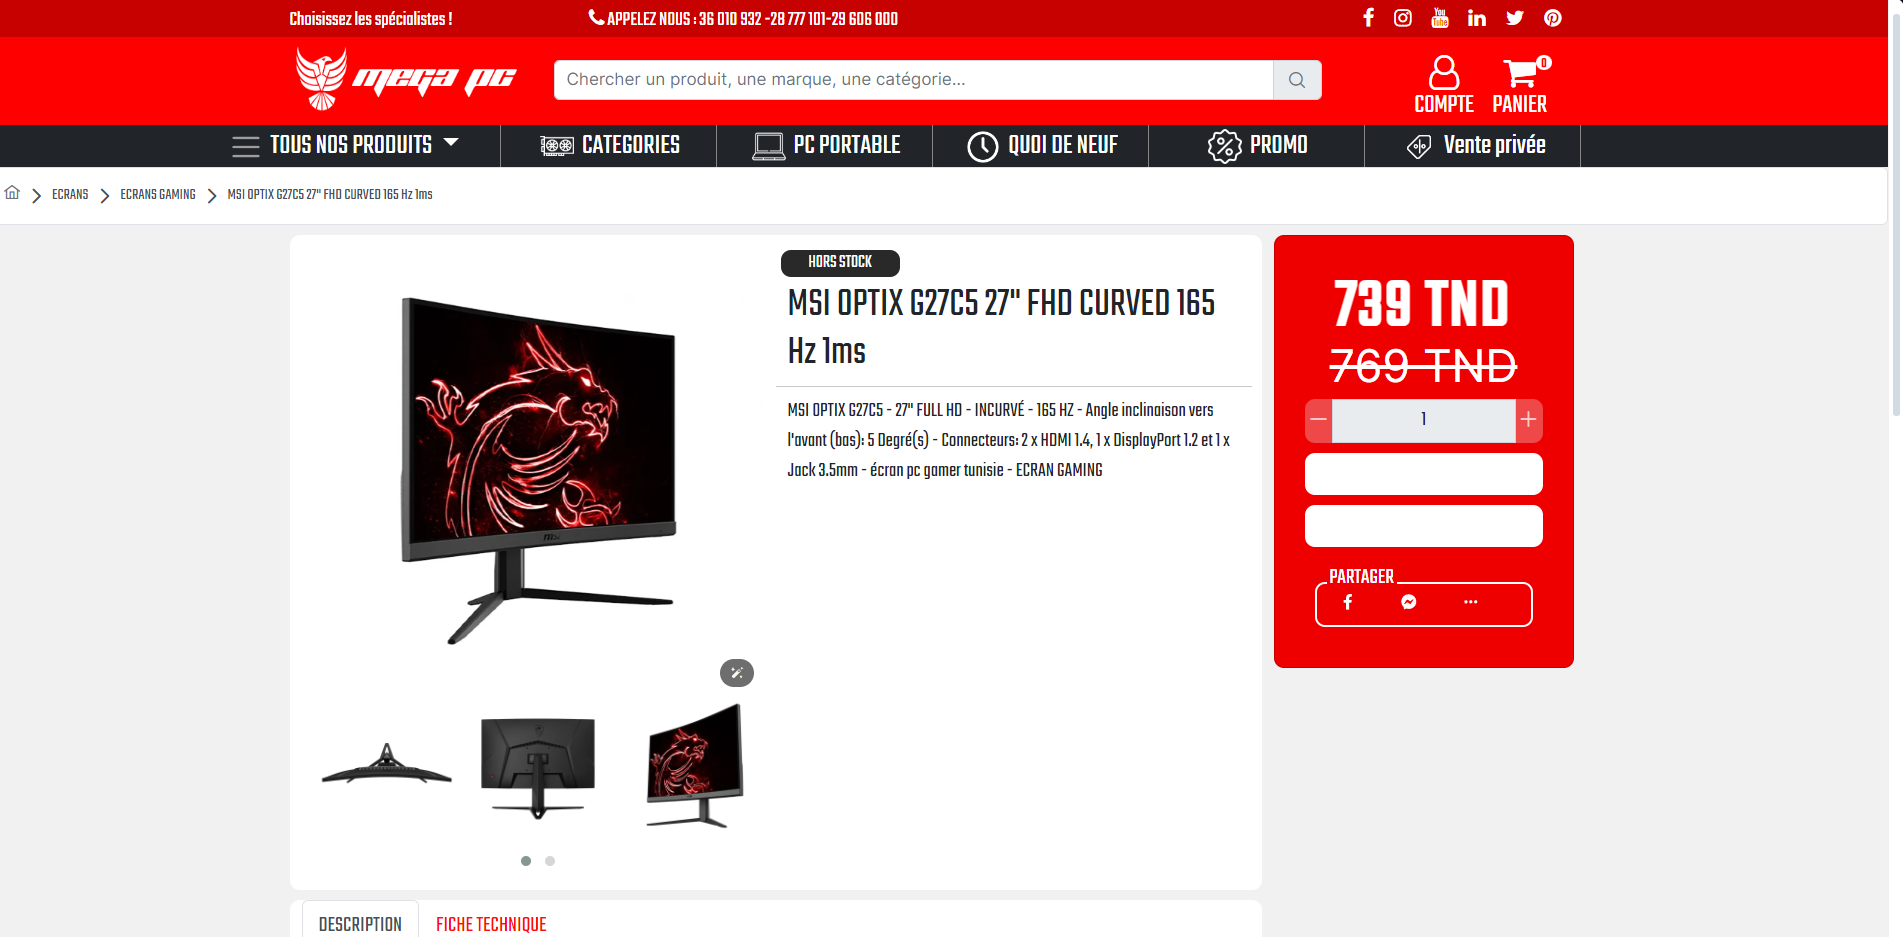 Choisissez les spécialistes !
APPELEZ NOUS : 36 010 932 -28 777 101-29 606 000
You
Tube
MEGA PC
Chercher un produit, une marque, une catégorie...
COMPTE
0
PANIER
TOUS NOS PRODUITS
CATEGORIES
PC PORTABLE
QUOI DE NEUF
PROMO
Vente privée
ECRANS
ECRANS GAMING
MSI OPTIX G27C5 27" FHD CURVED 165 Hz 1ms
HORS STOCK
MSI OPTIX G27C5 27" FHD CURVED 165
Hz 1ms
MSI OPTIX G27C5 - 27" FULL HD - INCURVÉ - 165 HZ - Angle inclinaison vers
l'avant (bas): 5 Degré(s) - Connecteurs: 2 x HDMI 1.4, 1 x DisplayPort 1.2 et 1 x
Jack 3.5mm - écran pc gamer tunisie - ECRAN GAMING
msi
739 TND
769 TND
1
PARTAGER
DESCRIPTION
FICHE TECHNIQUE